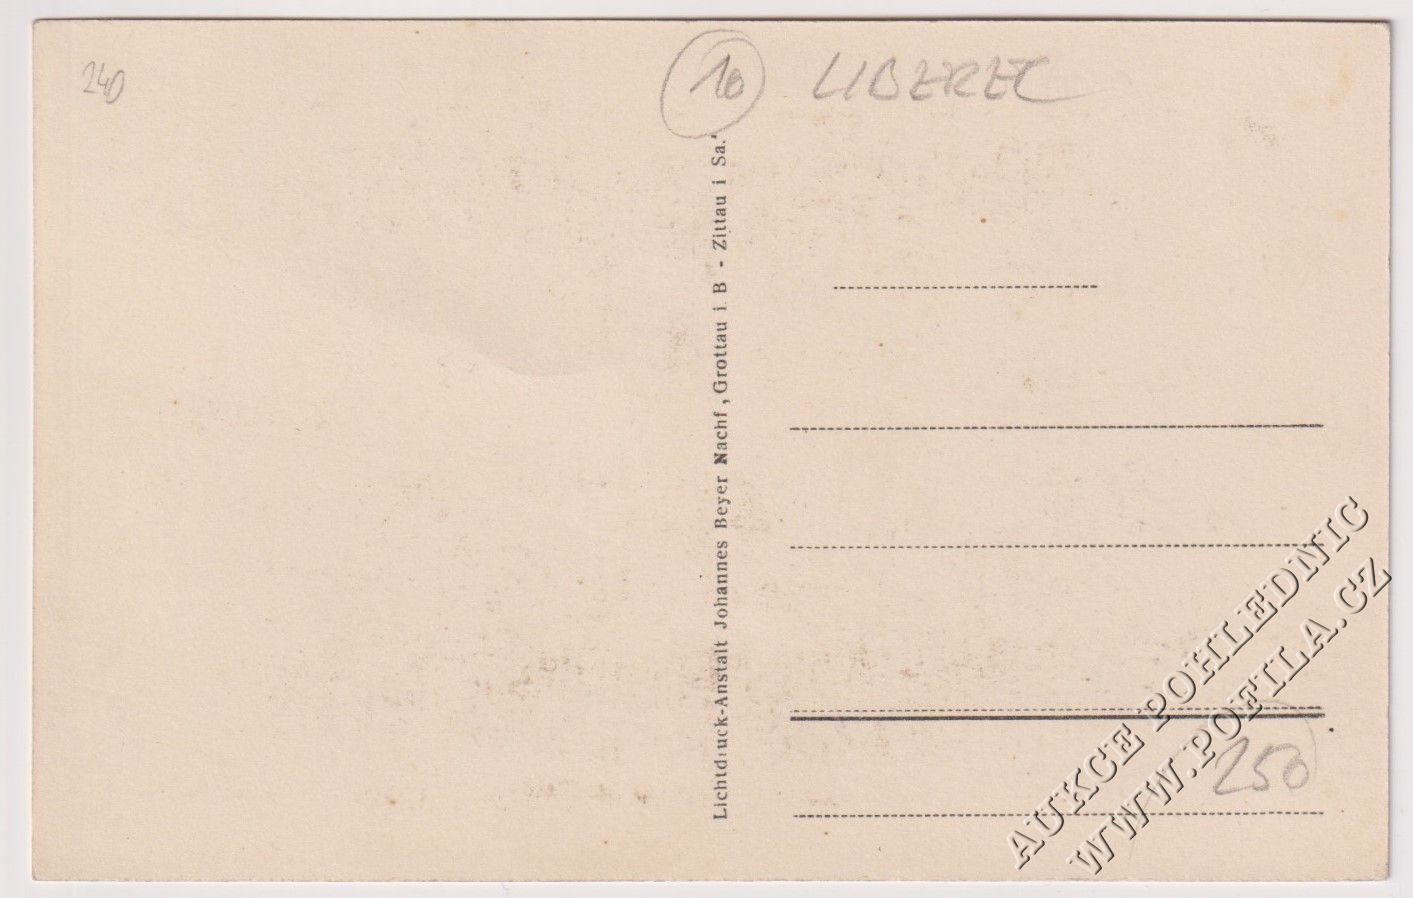 240
10 LIBEREC
Lichtdruck-Anstalt Johannes Beyer Nachf, Grottau i. B - Zittau i Sa.
250
AUKCE POHLEDNIC
WWW.POFILA.CZ